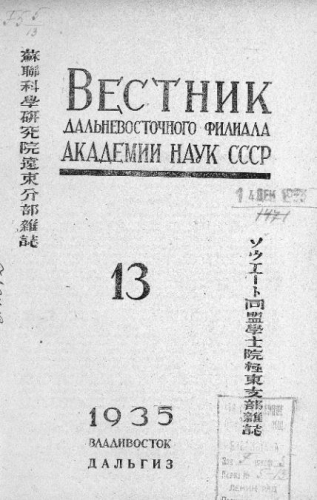 蘇聯科學研究院遠東分部雜誌
ВЕСТНИК
ДАЛЬНЕВОСТОЧНОГО ФИЛИАЛА
АКАДЕМИИ НАУК СССР
1471
13
ソウエート同盟學士院極東支部雜誌
1935
ВЛАДИВОСТОК
ДАЛЬГИЗ